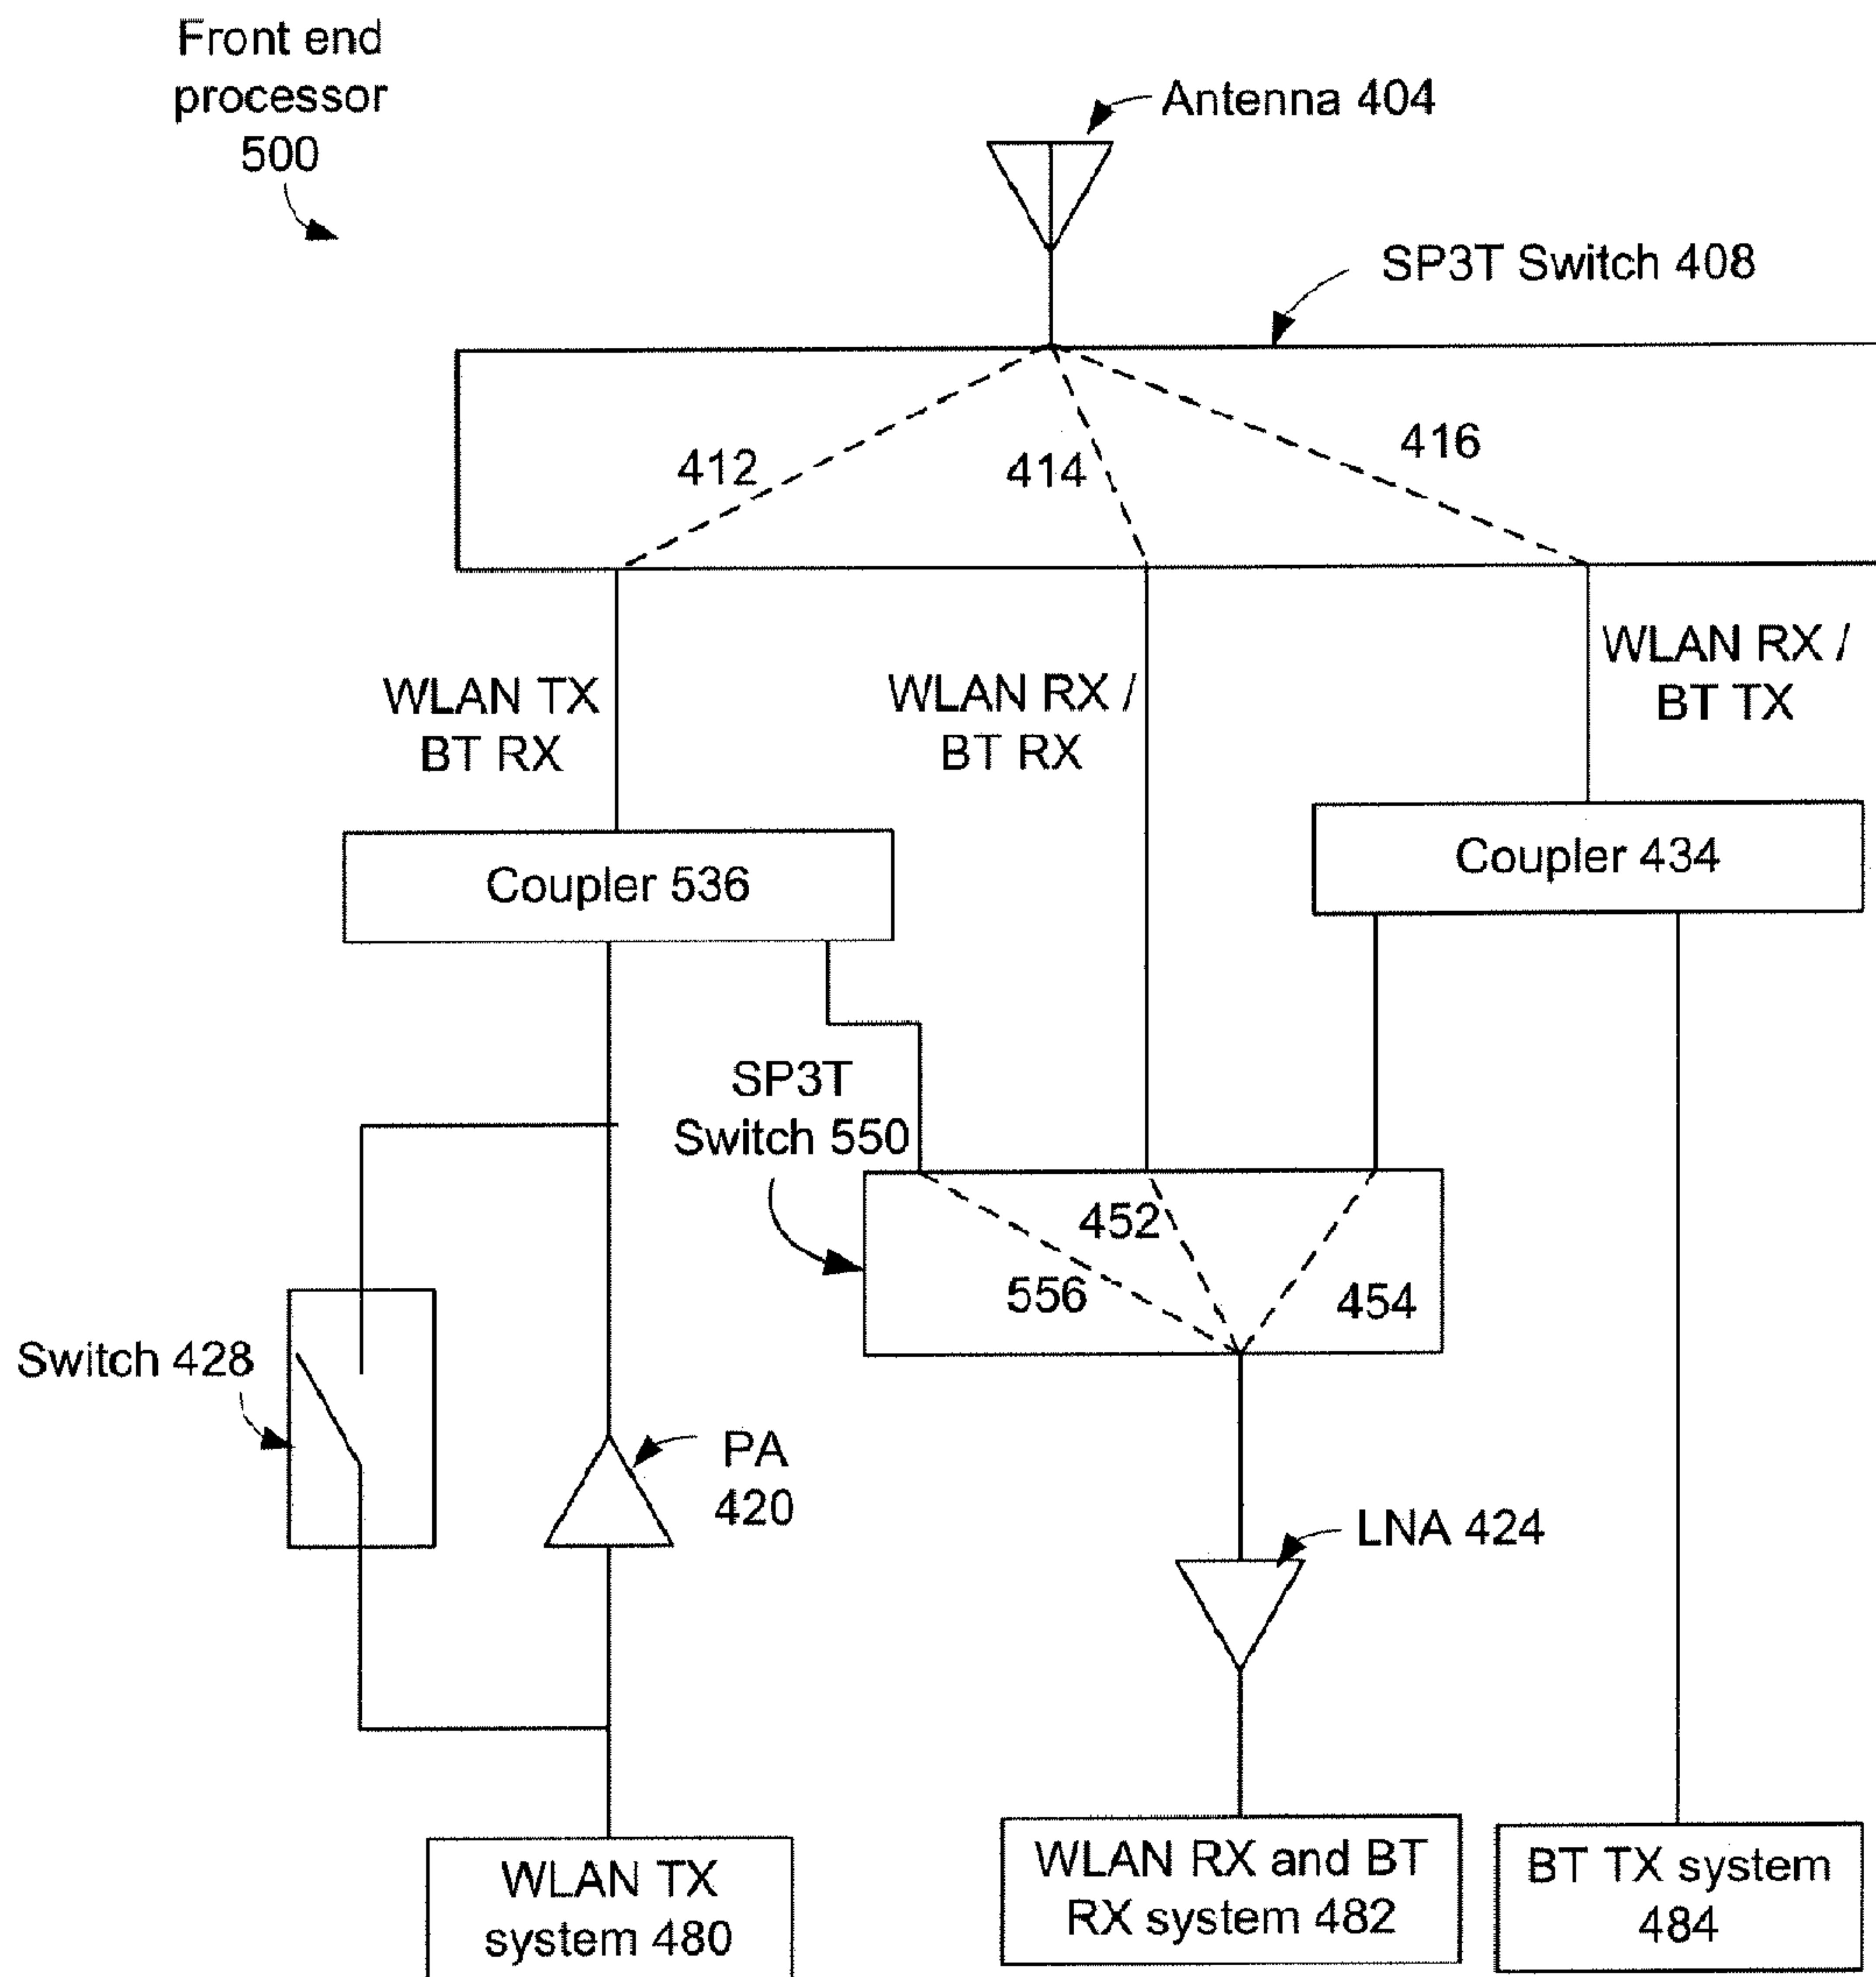 Front end
processor
500
Antenna 404
SP3T Switch 408
412
414
416
WLAN TX
BT RX
WLAN RX /
BT RX
WLAN RX /
BT TX
Coupler 536
Coupler 434
SP3T
Switch 550
452
556
454
Switch 428
PA
420
LNA 424
WLAN TX
system 480
WLAN RX and BT
RX system 482
BT TX system
484